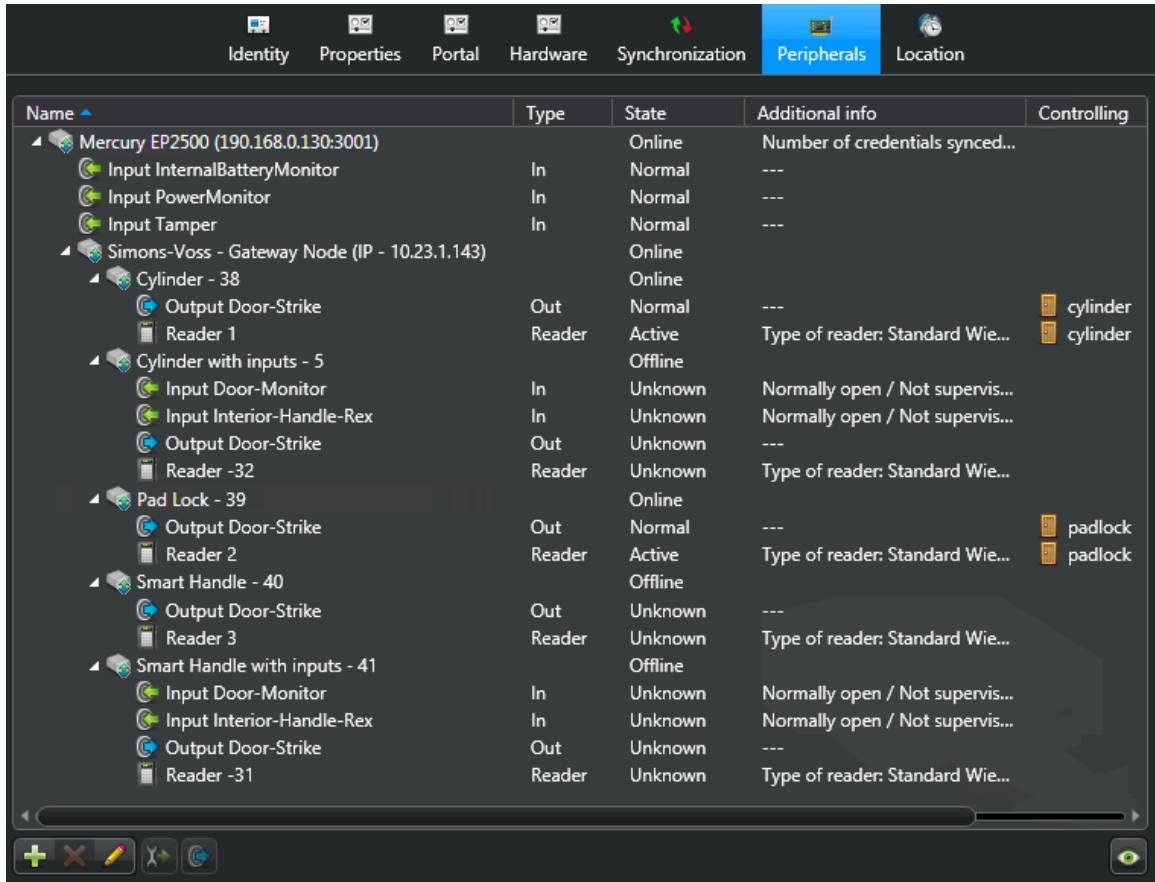 Identity Properties Portal Hardware Synchronization Peripherals Location
Name Type State Additional info Controlling
Mercury EP2500 (190.168.0.130:3001) Online Number of credentials synced...
Input InternalBatteryMonitor In Normal ---
Input PowerMonitor In Normal ---
Input Tamper In Normal ---
Simons-Voss - Gateway Node (IP - 10.23.1.143) Online
Cylinder - 38 Online
Output Door-Strike Out Normal --- cylinder
Reader 1 Reader Active Type of reader: Standard Wie... cylinder
Cylinder with inputs - 5 Offline
Input Door-Monitor In Unknown Normally open / Not supervis...
Input Interior-Handle-Rex In Unknown Normally open / Not supervis...
Output Door-Strike Out Unknown ---
Reader -32 Reader Unknown Type of reader: Standard Wie...
Pad Lock - 39 Online
Output Door-Strike Out Normal --- padlock
Reader 2 Reader Active Type of reader: Standard Wie... padlock
Smart Handle - 40 Offline
Output Door-Strike Out Unknown ---
Reader 3 Reader Unknown Type of reader: Standard Wie...
Smart Handle with inputs - 41 Offline
Input Door-Monitor In Unknown Normally open / Not supervis...
Input Interior-Handle-Rex In Unknown Normally open / Not supervis...
Output Door-Strike Out Unknown ---
Reader -31 Reader Unknown Type of reader: Standard Wie...